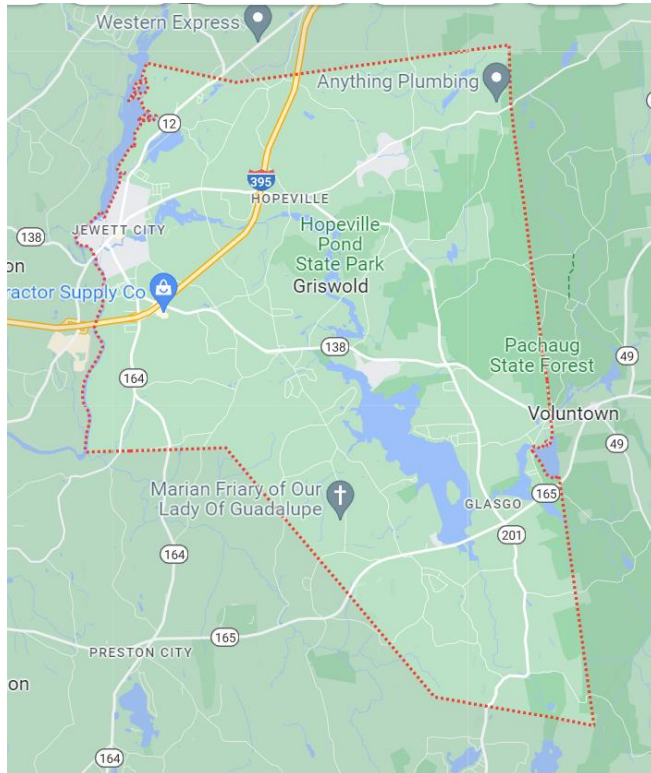 Western Express
Anything Plumbing
12
395
HOPEVILLE
138
JEWETT CITY
Hopeville
Pond
State Park
on
ractor Supply Co
Griswold
138
Pachaug
State Forest
49
164
Voluntown
49
Marian Friary of Our
Lady Of Guadalupe
165
GLASGO
201
164
165
PRESTON CITY
on
164